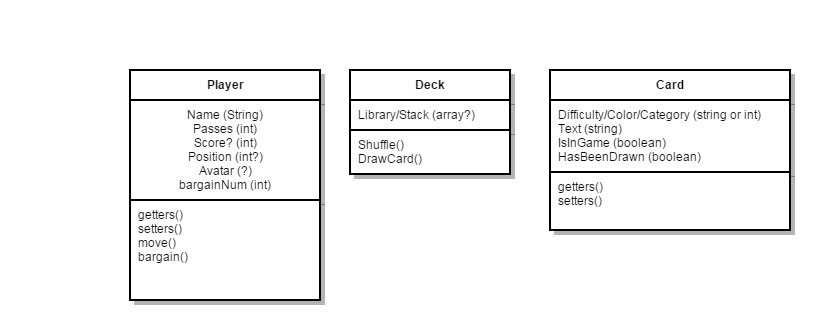 Player
Name (String)
Passes (int)
Score? (int)
Position (int?)
Avatar (?)
bargainNum (int)
getters()
setters()
move()
bargain()
Deck
Library/Stack (array?)
Shuffle()
DrawCard()
Card
Difficulty/Color/Category (string or int)
Text (string)
IsInGame (boolean)
HasBeenDrawn (boolean)
getters()
setters()